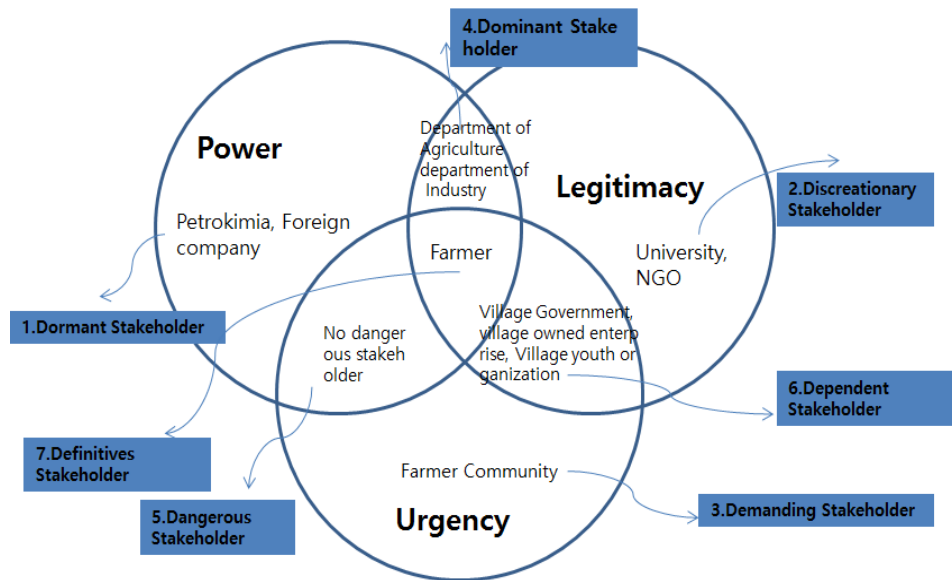 4.Dominant Stake
holder
Department of
Agriculture
department of
Industry
Power
Legitimacy
2.Discreationary
Stakeholder
Petrokimia, Foreign
company
University,
NGO
Farmer
1.Dormant Stakeholder
No danger
ous stakeh
older
Village Government,
village owned enterp
rise, Village youth or
ganization
6.Dependent
Stakeholder
7.Definitives
Stakeholder
Farmer Community
5.Dangerous
Stakeholder
Urgency
3.Demanding Stakeholder